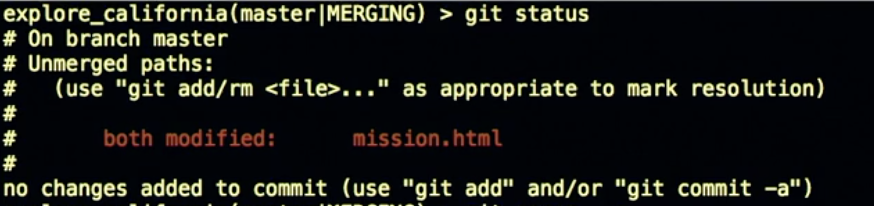 explore_california(master|MERGING) > git status
# On branch master
# Unmerged paths:
#   (use "git add/rm <file>..." as appropriate to mark resolution)
#
#       both modified:      mission.html
#
no changes added to commit (use "git add" and/or "git commit -a")